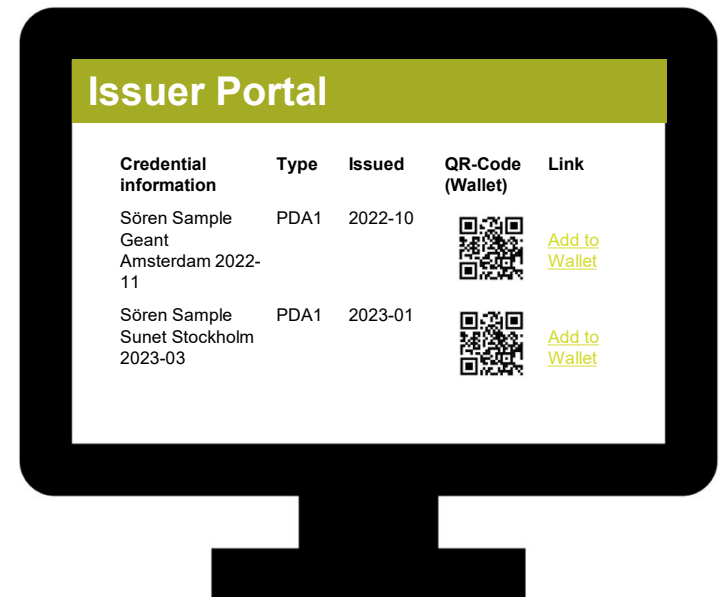 Issuer Portal
Credential information Type Issued QR-Code (Wallet) Link
Sören Sample Geant Amsterdam 2022-11 PDA1 2022-10 Add to Wallet
Sören Sample Sunet Stockholm 2023-03 PDA1 2023-01 Add to Wallet